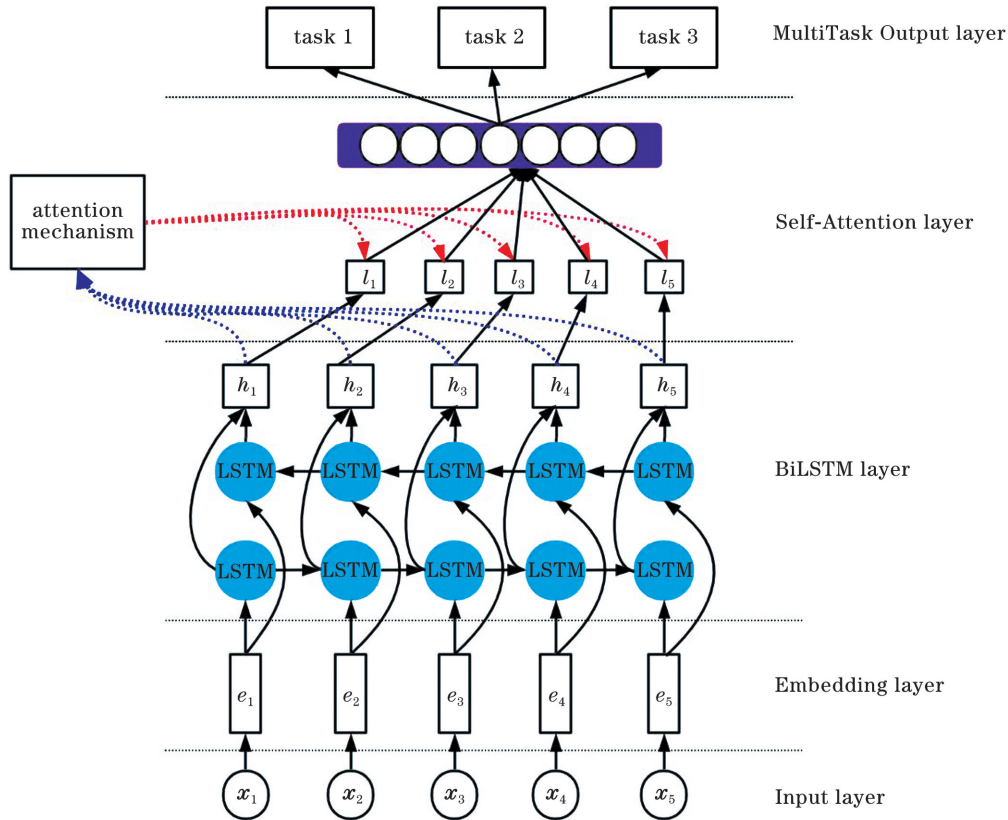 task 1 task 2 task 3 MultiTask Output layer
attention
mechanism
Self-Attention layer
l₁ l₂ l₃ l₄ l₅
h₁ h₂ h₃ h₄ h₅
LSTM LSTM LSTM LSTM LSTM BiLSTM layer
LSTM LSTM LSTM LSTM LSTM
e₁ e₂ e₃ e₄ e₅ Embedding layer
x₁ x₂ x₃ x₄ x₅ Input layer